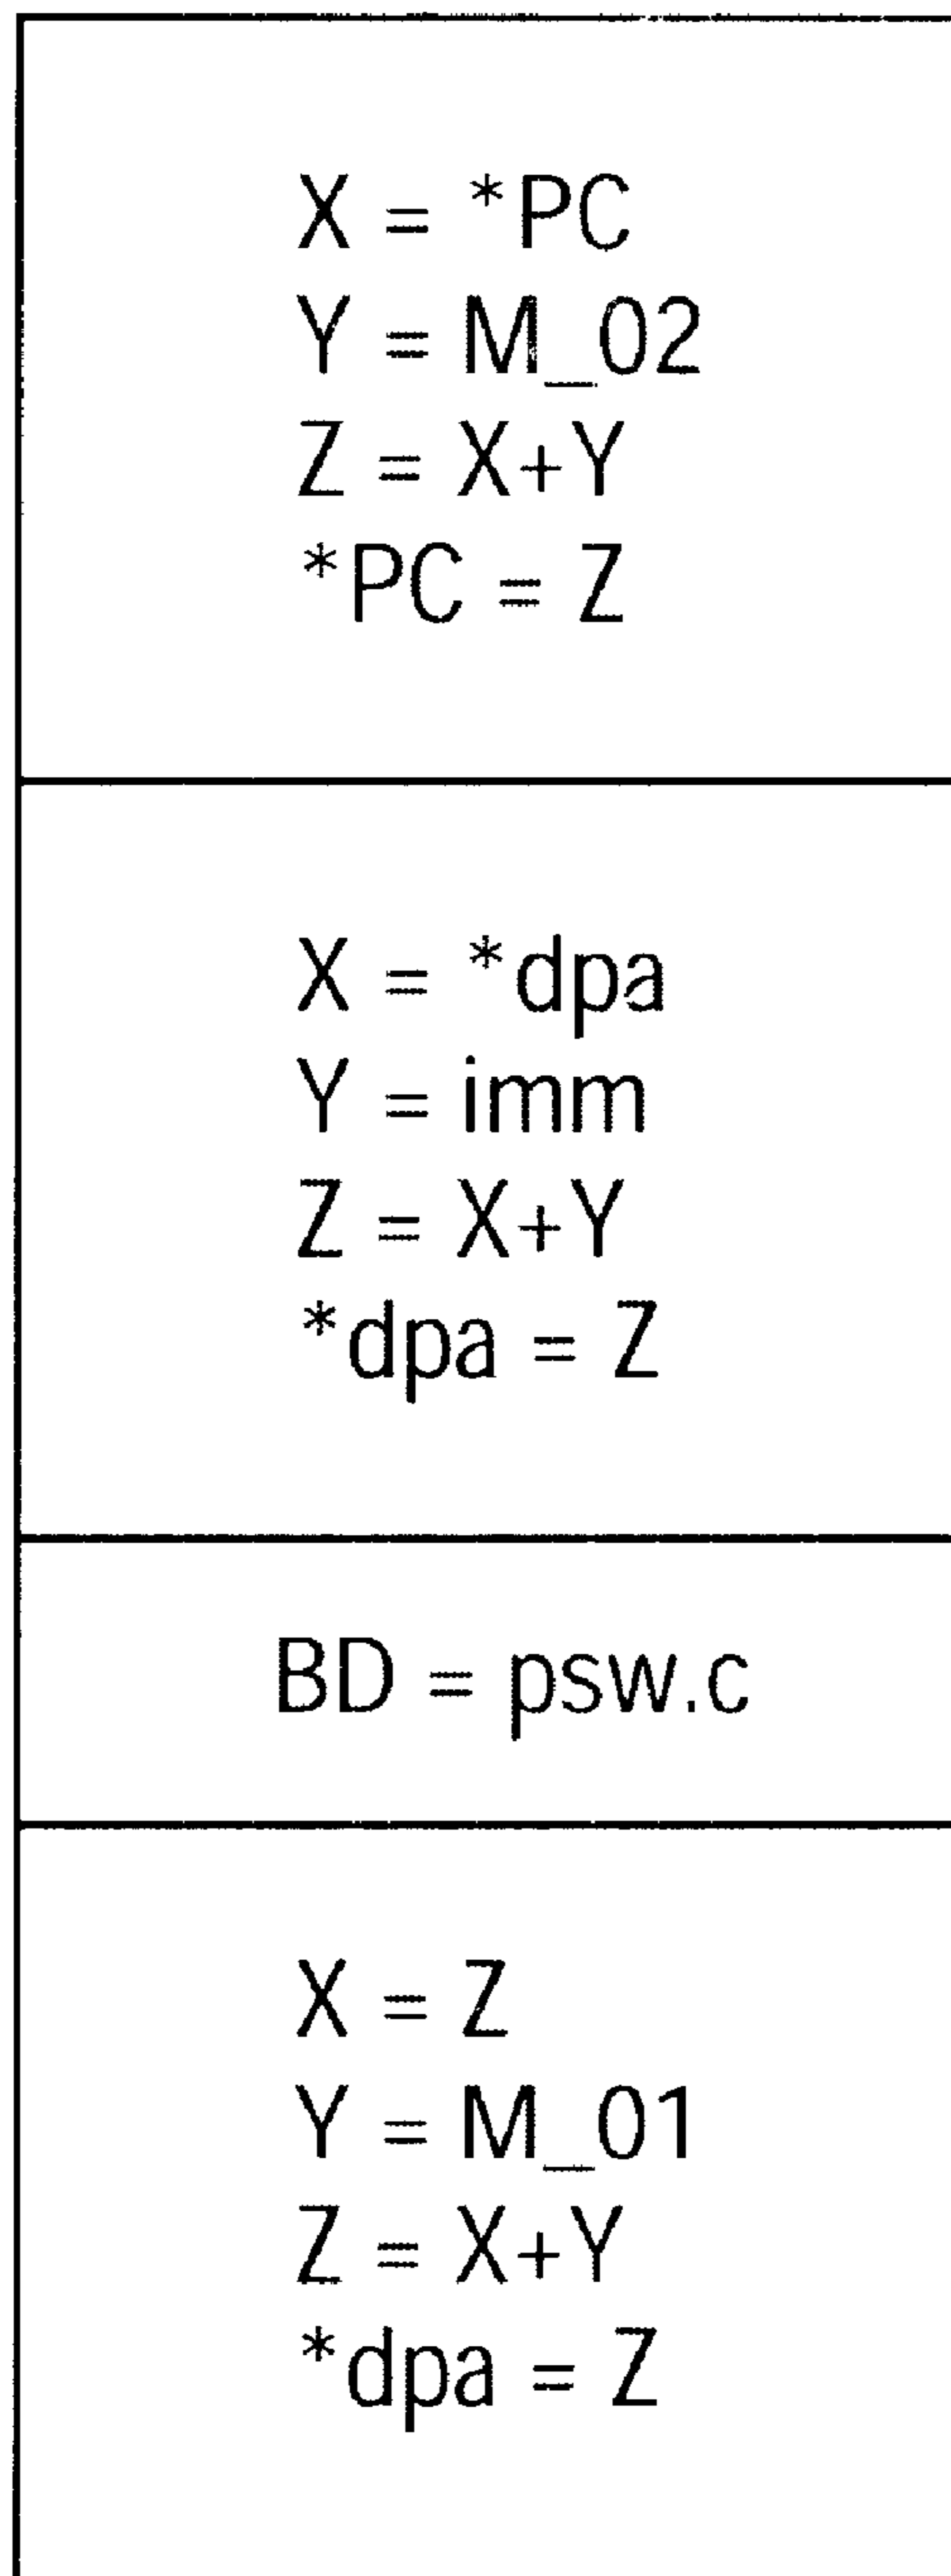 X = *PC
Y = M_02
Z = X+Y
*PC = Z
X = *dpa
Y = imm
Z = X+Y
*dpa = Z
BD = psw.c
X = Z
Y = M_01
Z = X+Y
*dpa = Z